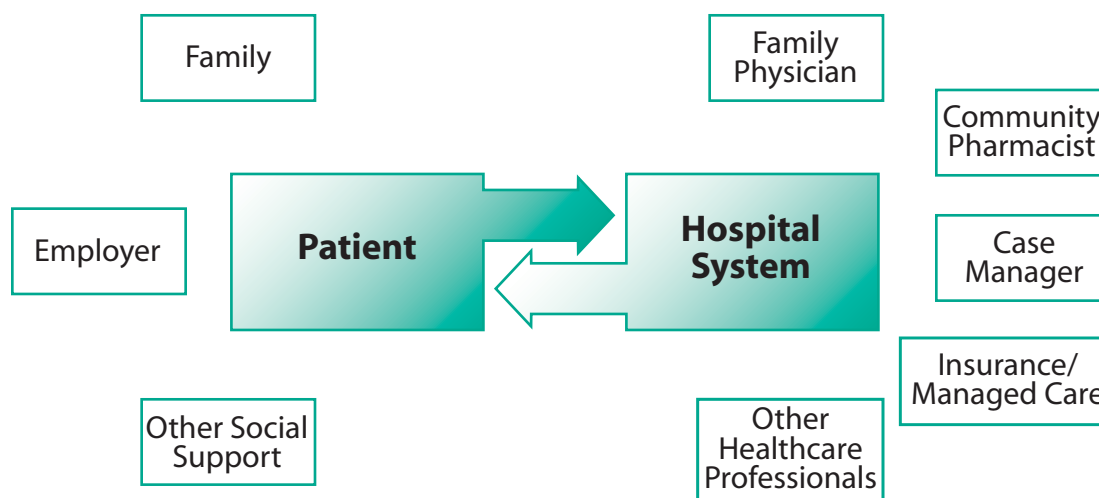 Family
Family
Physician
Community
Pharmacist
Employer
Patient
Hospital
System
Case
Manager
Insurance/
Managed Care
Other Social
Support
Other
Healthcare
Professionals